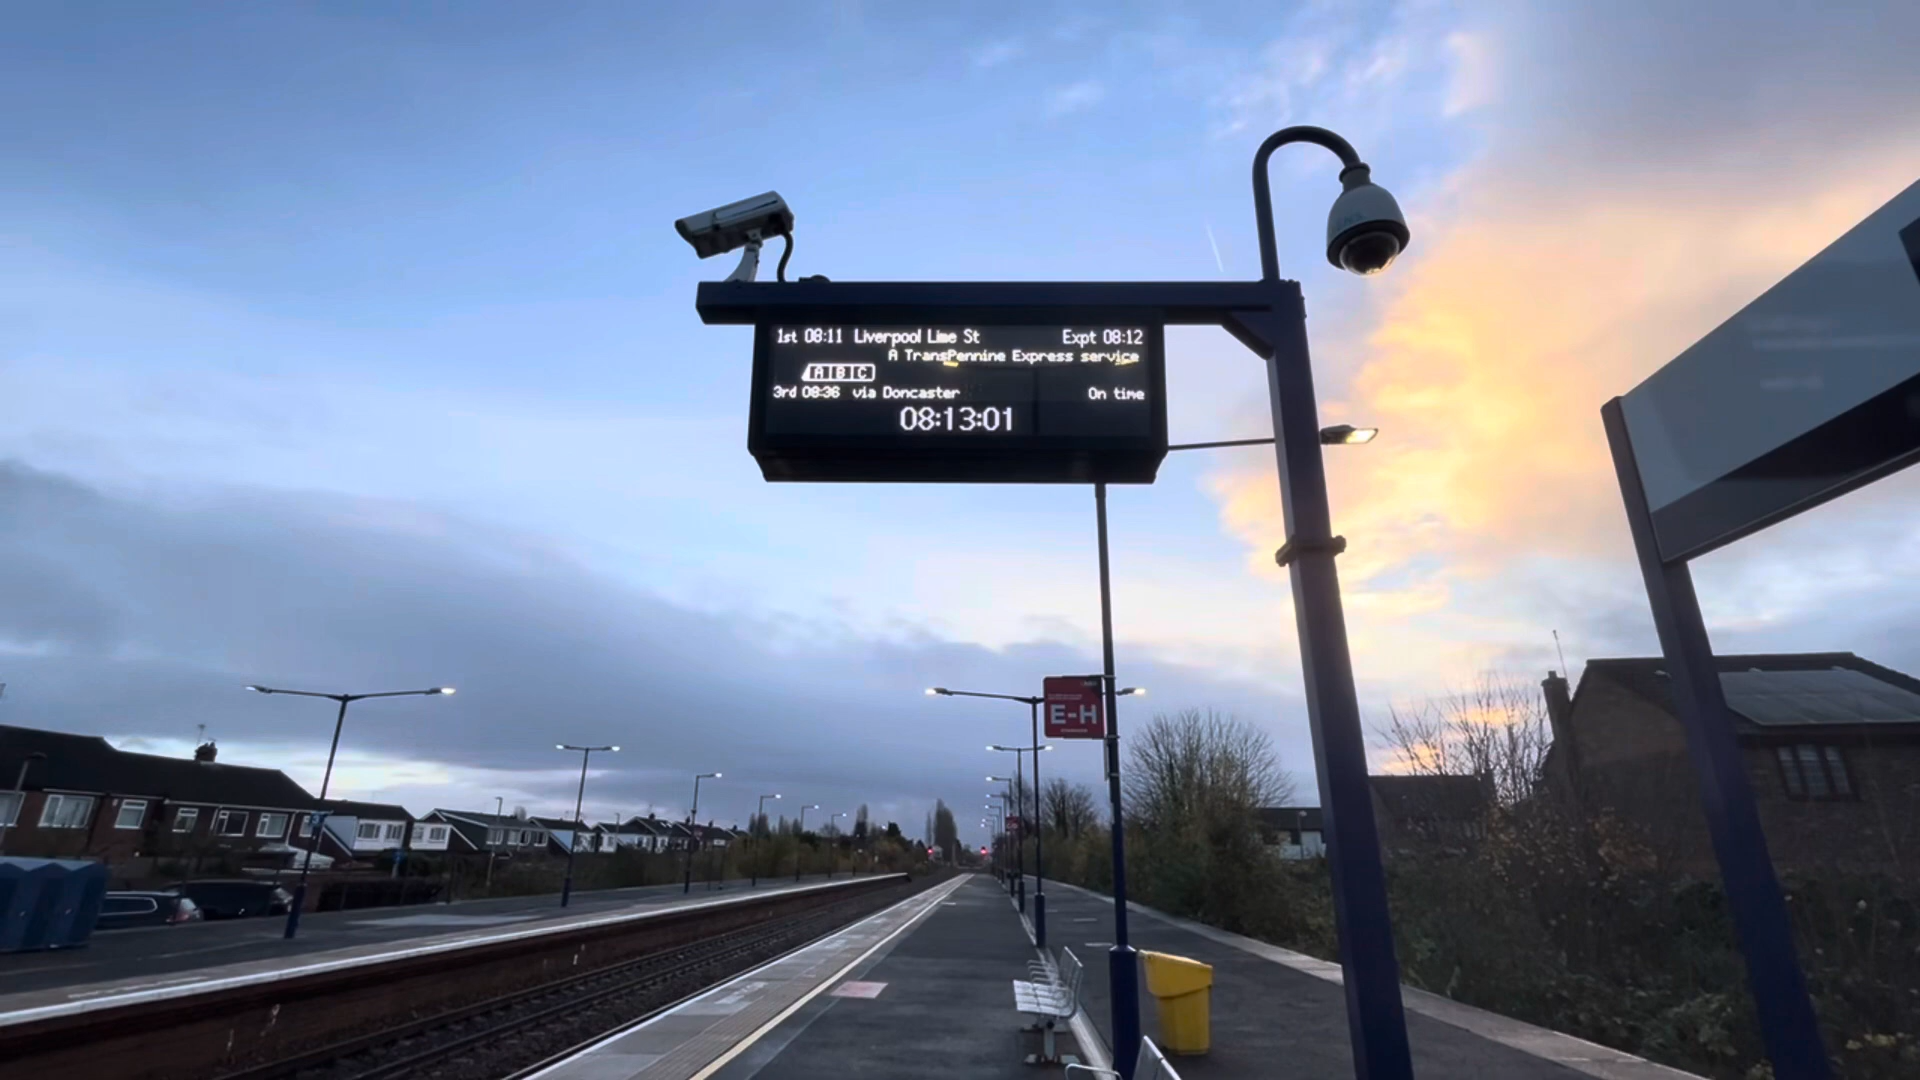 1st 08:11 Liverpool Lime St Expt 08:12
A TransPennine Express service
A B C
3rd 08:36 via Doncaster On time
08:13:01
E-H